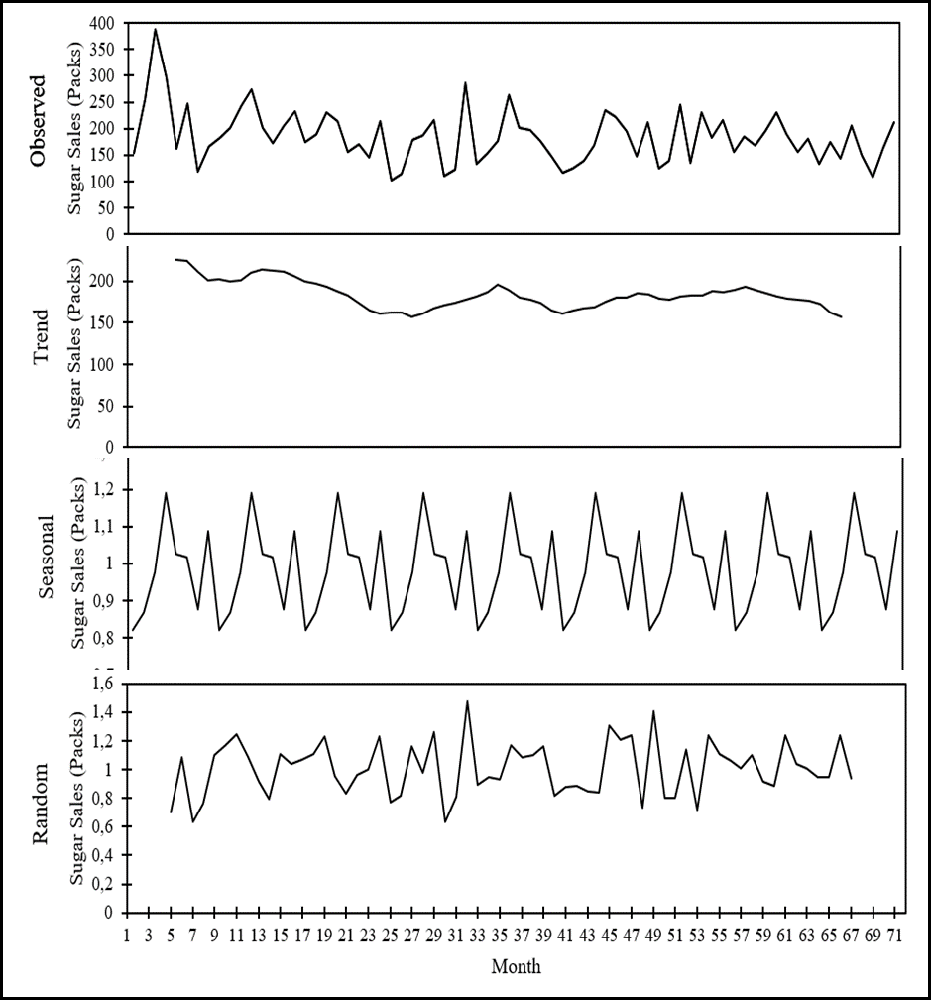 Observed
Sugar Sales (Packs)
400
350
300
250
200
150
100
50
0
Trend
Sugar Sales (Packs)
200
150
100
50
0
Seasonal
Sugar Sales (Packs)
1,2
1,1
1
0,9
0,8
Random
Sugar Sales (Packs)
1,6
1,4
1,2
1
0,8
0,6
0,4
0,2
0
1 3 5 7 9 11 13 15 17 19 21 23 25 27 29 31 33 35 37 39 41 43 45 47 49 51 53 55 57 59 61 63 65 67 69 71
Month